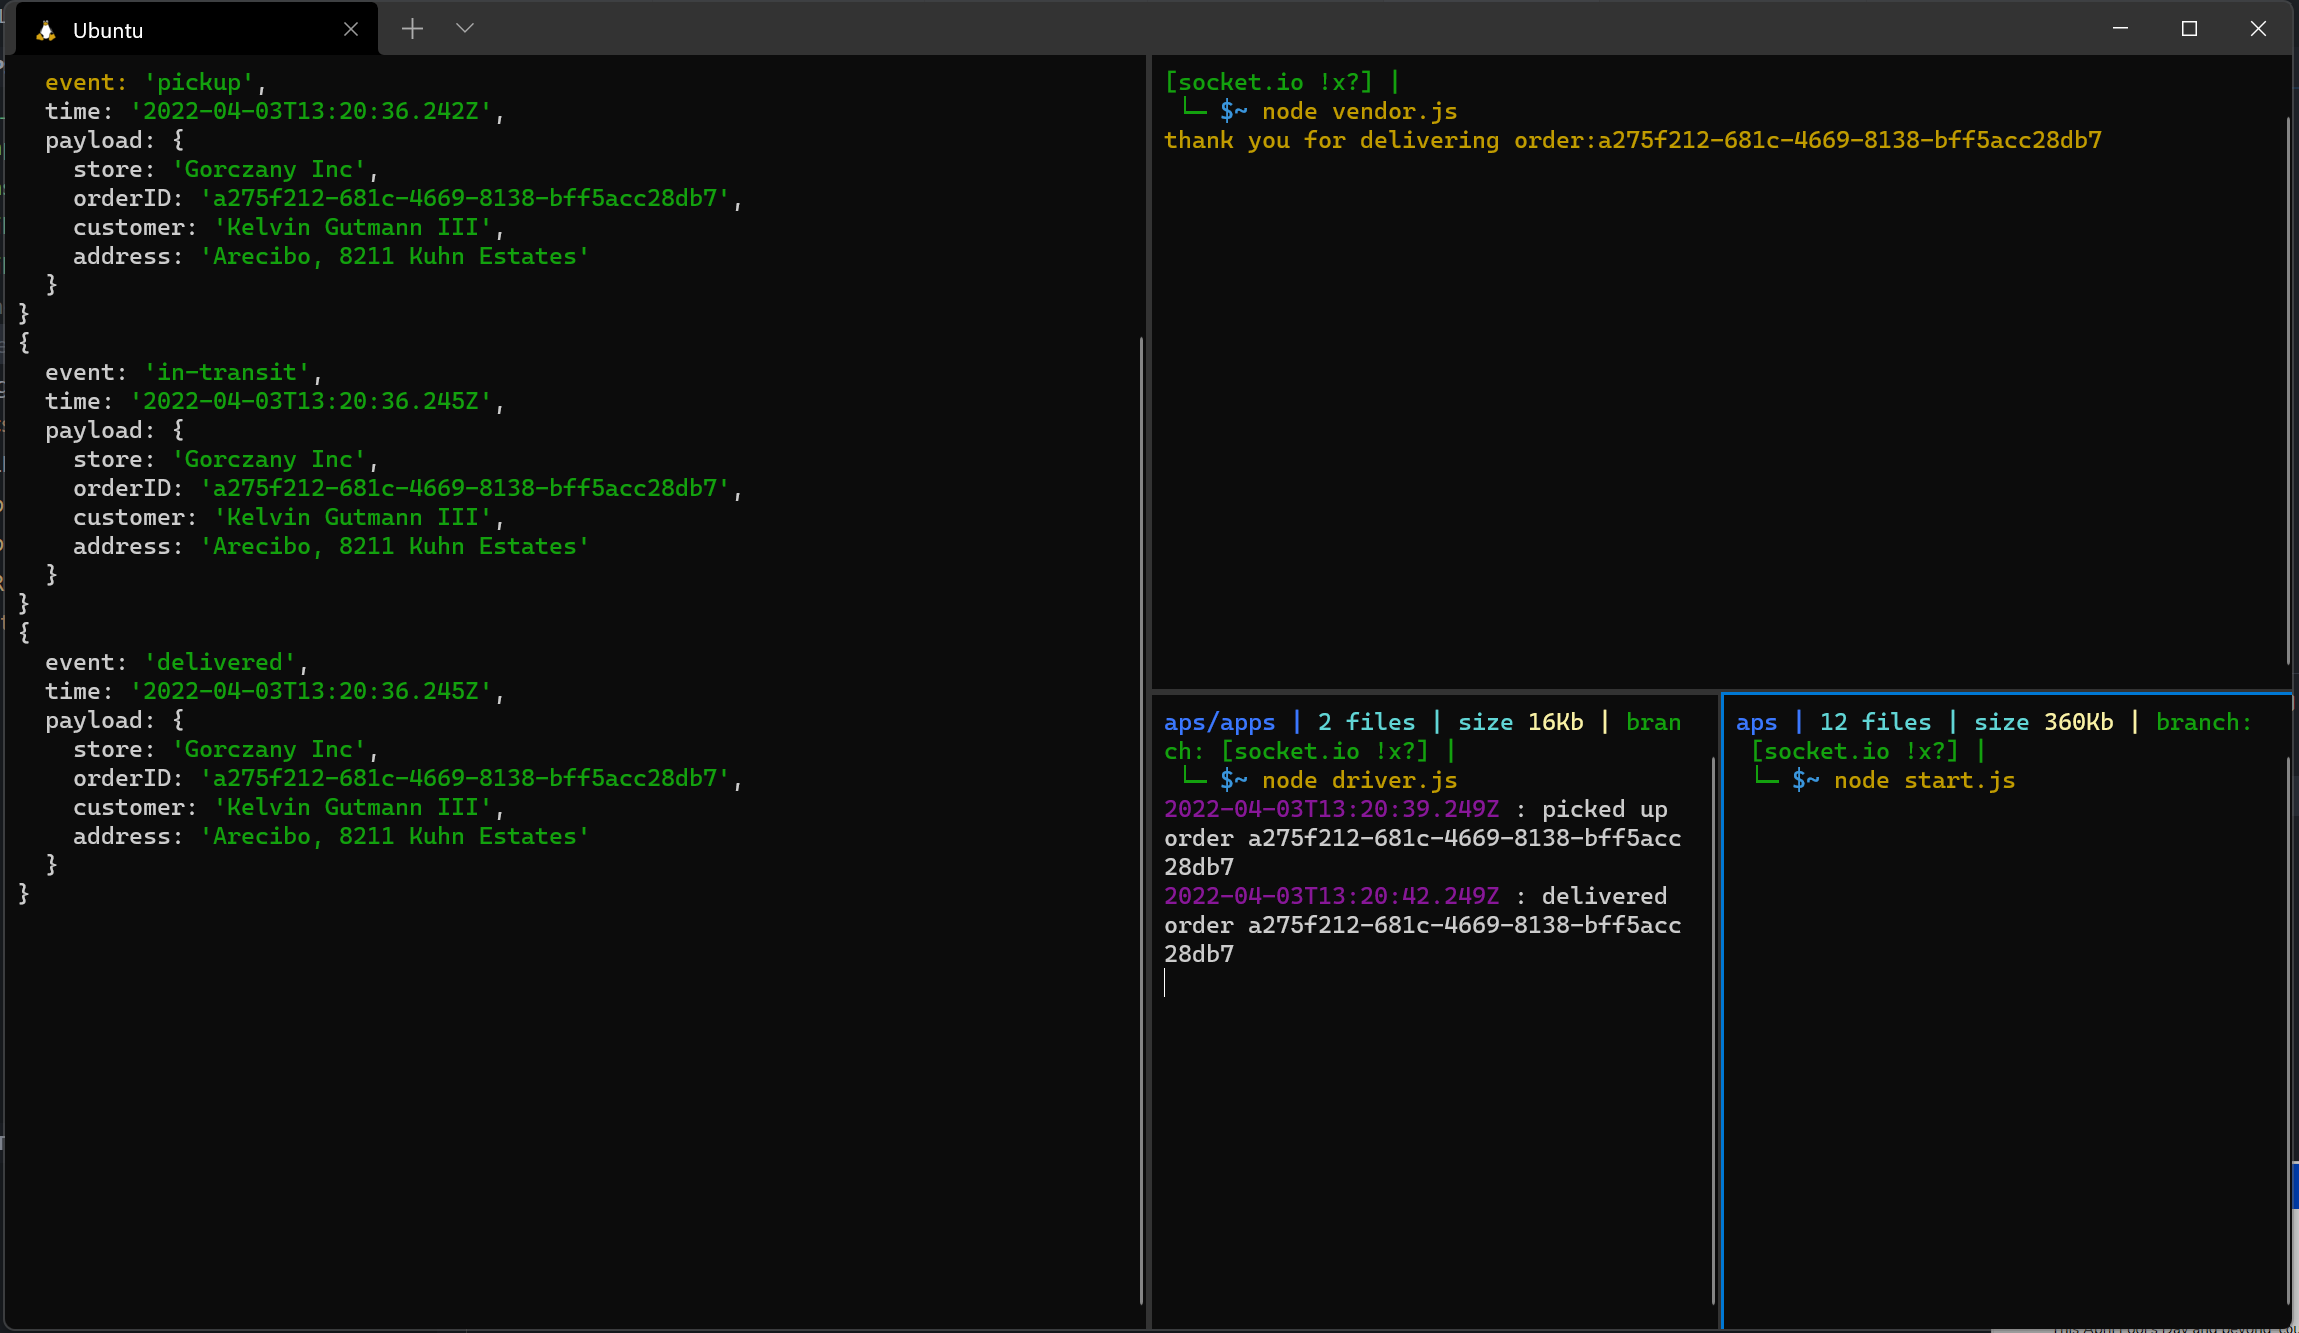 Ubuntu
event: 'pickup',
time: '2022-04-03T13:20:36.242Z',
payload: {
store: 'Gorczany Inc',
orderID: 'a275f212-681c-4669-8138-bff5acc28db7',
customer: 'Kelvin Gutmann III',
address: 'Arecibo, 8211 Kuhn Estates'
}
}
{
event: 'in-transit',
time: '2022-04-03T13:20:36.245Z',
payload: {
store: 'Gorczany Inc',
orderID: 'a275f212-681c-4669-8138-bff5acc28db7',
customer: 'Kelvin Gutmann III',
address: 'Arecibo, 8211 Kuhn Estates'
}
}
{
event: 'delivered',
time: '2022-04-03T13:20:36.245Z',
payload: {
store: 'Gorczany Inc',
orderID: 'a275f212-681c-4669-8138-bff5acc28db7',
customer: 'Kelvin Gutmann III',
address: 'Arecibo, 8211 Kuhn Estates'
}
}
[socket.io !x?] |
└─ $~ node vendor.js
thank you for delivering order:a275f212-681c-4669-8138-bff5acc28db7
aps/apps | 2 files | size 16Kb | bran
ch: [socket.io !x?] |
└─ $~ node driver.js
2022-04-03T13:20:39.249Z : picked up
order a275f212-681c-4669-8138-bff5acc
28db7
2022-04-03T13:20:42.249Z : delivered
order a275f212-681c-4669-8138-bff5acc
28db7
aps | 12 files | size 360Kb | branch:
[socket.io !x?] |
└─ $~ node start.js